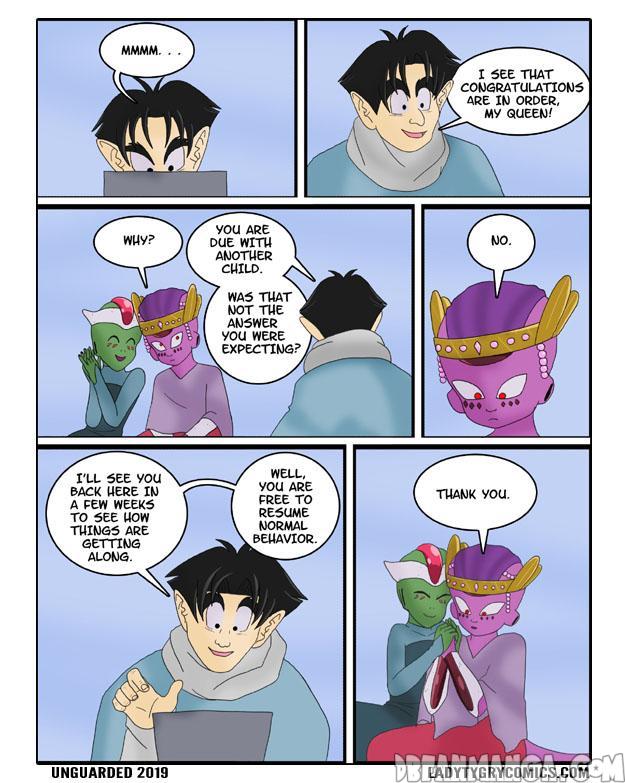 MMMM. . .
I SEE THAT
CONGRATULATIONS
ARE IN ORDER,
MY QUEEN!
WHY?
YOU ARE
DUE WITH
ANOTHER
CHILD.
WAS THAT
NOT THE
ANSWER
YOU WERE
EXPECTING?
NO.
I'LL SEE YOU
BACK HERE IN
A FEW WEEKS
TO SEE HOW
THINGS ARE
GETTING
ALONG.
WELL,
YOU ARE
FREE TO
RESUME
NORMAL
BEHAVIOR.
THANK YOU.
UNGUARDED 2019
LADYTYGRYCOMICS.COM
DBFANMANGA.COM